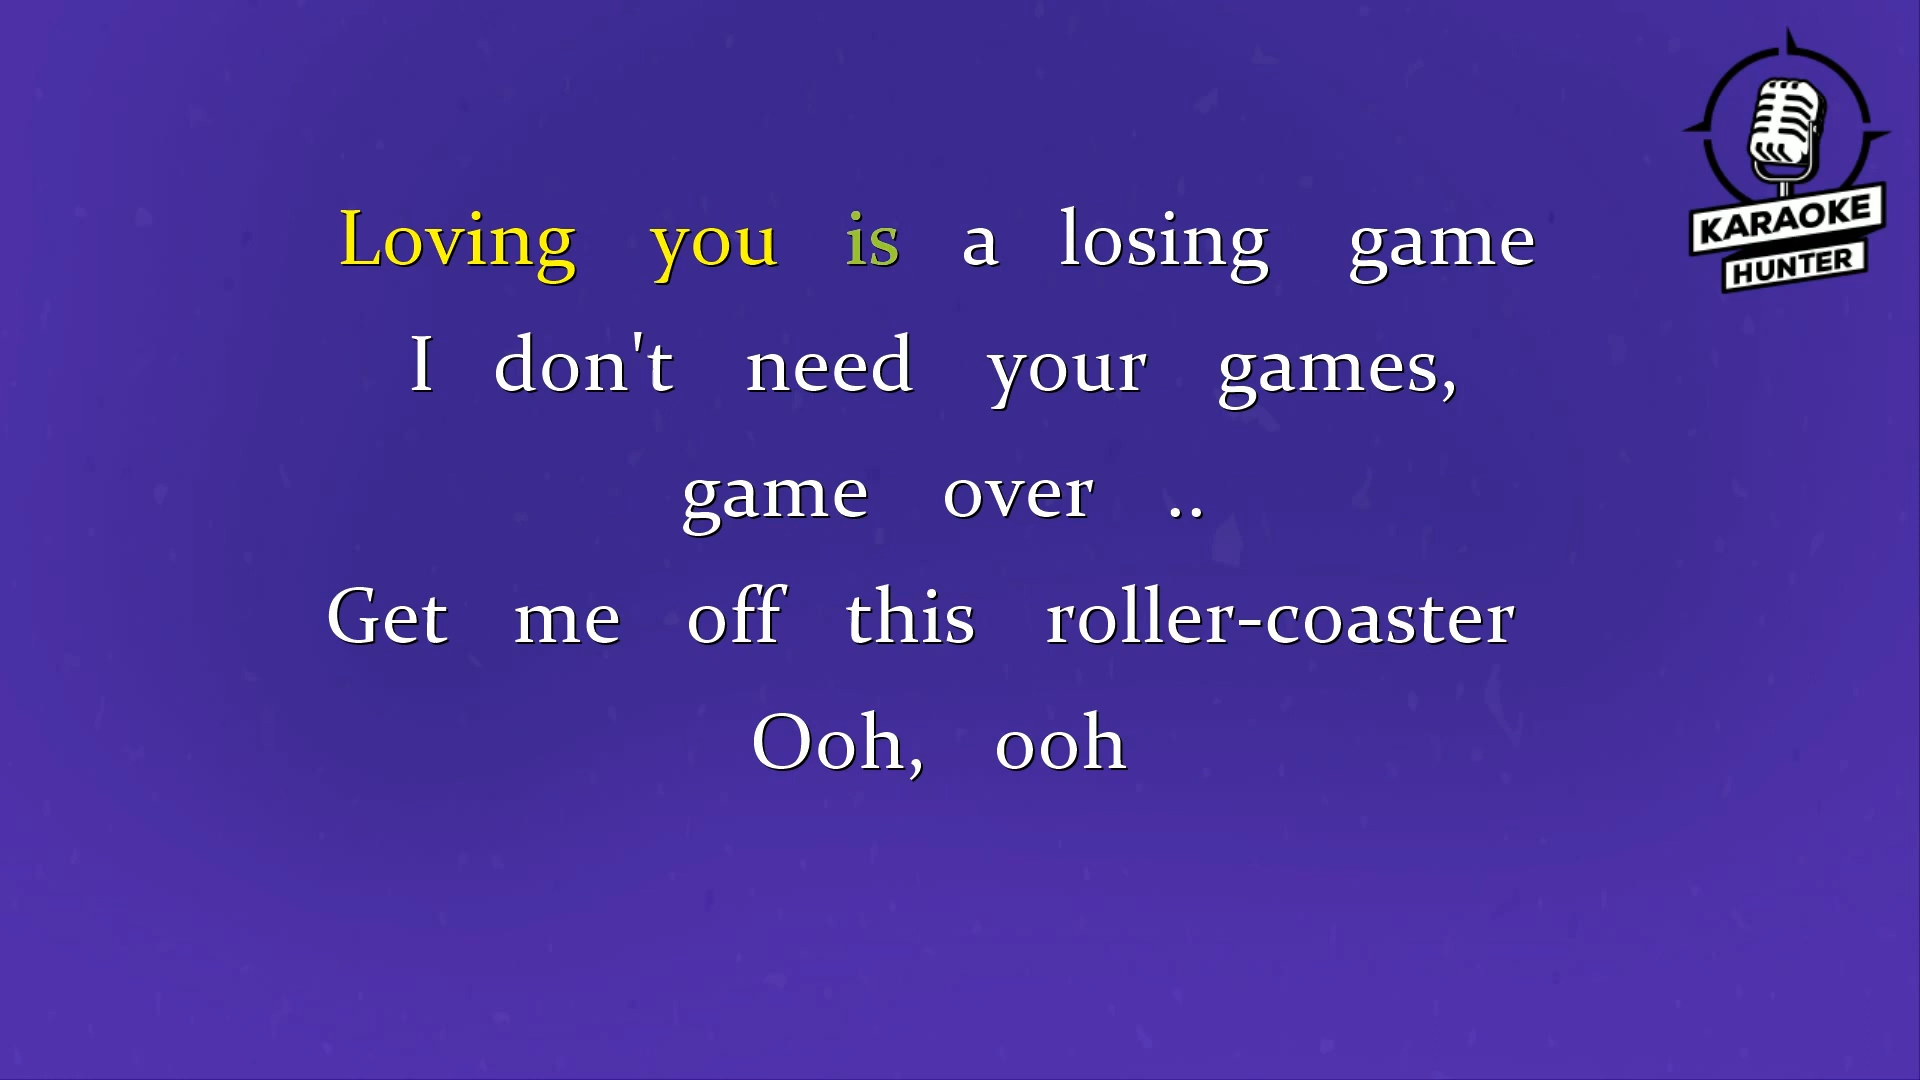 Loving you is a losing game
I don't need your games,
game over ..
Get me off this roller-coaster
Ooh, ooh
KARAOKE
HUNTER